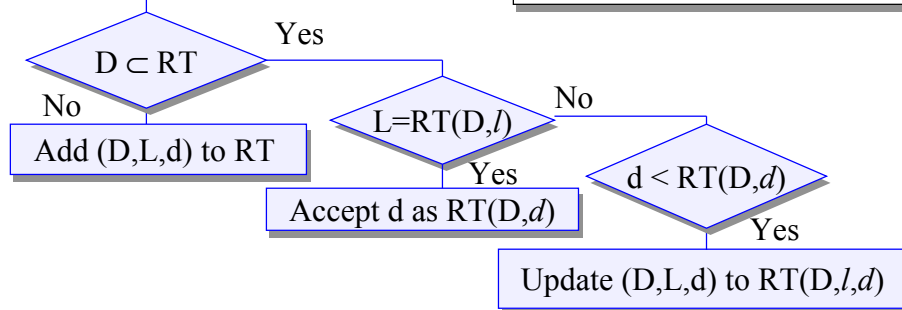 Yes
D ⊂ RT
No
Add (D,L,d) to RT
No
L=RT(D,l)
Yes
Accept d as RT(D,d)
d < RT(D,d)
Yes
Update (D,L,d) to RT(D,l,d)